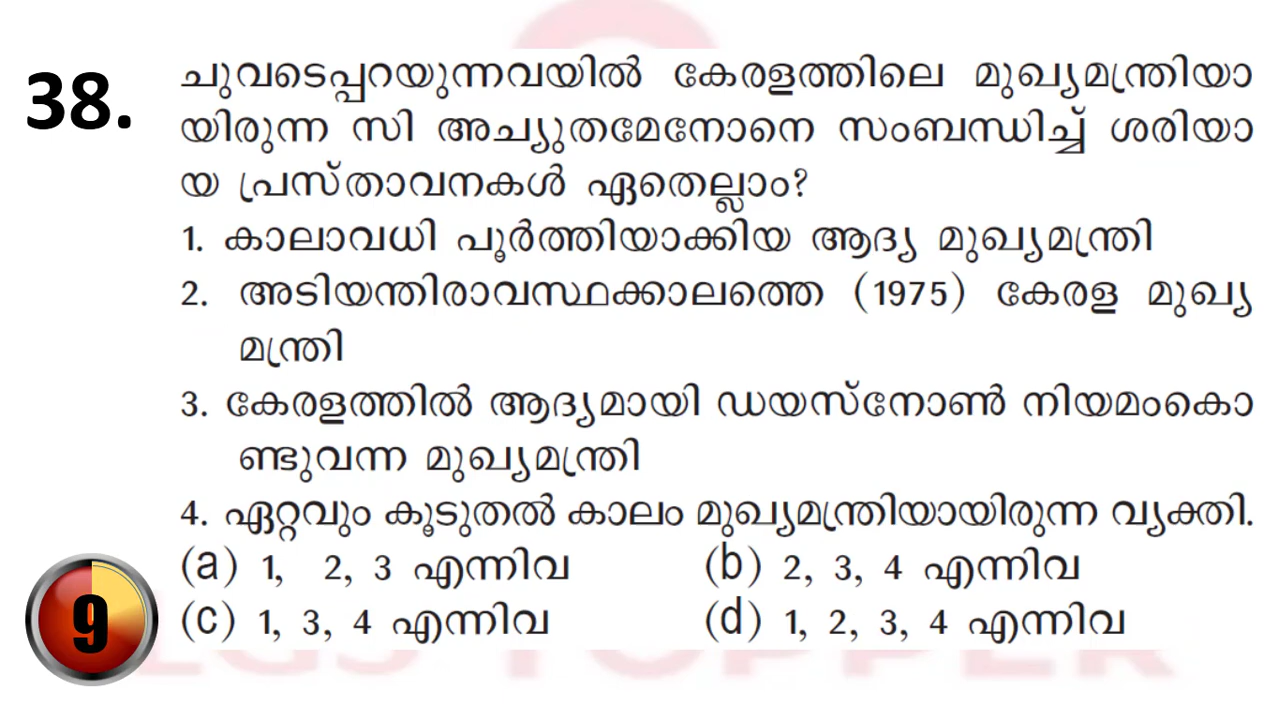 38.
ചുവടെപ്പറയുന്നവയിൽ കേരളത്തിലെ മുഖ്യമന്ത്രിയാ
യിരുന്ന സി അച്യുതമേനോനെ സംബന്ധിച്ച് ശരിയാ
യ പ്രസ്താവനകൾ ഏതെല്ലാം?
1. കാലാവധി പൂർത്തിയാക്കിയ ആദ്യ മുഖ്യമന്ത്രി
2. അടിയന്തിരാവസ്ഥക്കാലത്തെ (1975) കേരള മുഖ്യ
മന്ത്രി
3. കേരളത്തിൽ ആദ്യമായി ഡയസ്നോൺ നിയമംകൊ
ണ്ടുവന്ന മുഖ്യമന്ത്രി
4. ഏറ്റവും കൂടുതൽ കാലം മുഖ്യമന്ത്രിയായിരുന്ന വ്യക്തി.
(a) 1, 2, 3 എന്നിവ (b) 2, 3, 4 എന്നിവ
(c) 1, 3, 4 എന്നിവ (d) 1, 2, 3, 4 എന്നിവ
9